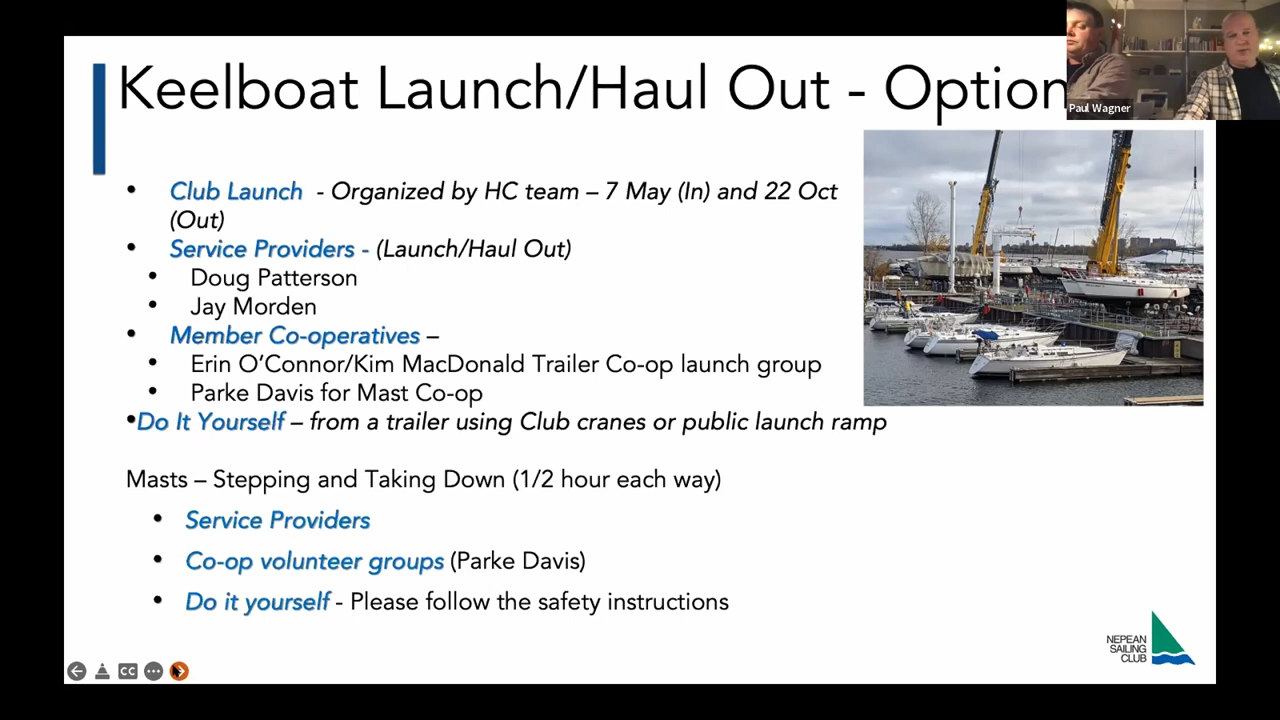 Keelboat Launch/Haul Out - Option
Paul Wagner
• Club Launch - Organized by HC team – 7 May (In) and 22 Oct
(Out)
• Service Providers - (Launch/Haul Out)
• Doug Patterson
• Jay Morden
• Member Co-operatives –
• Erin O’Connor/Kim MacDonald Trailer Co-op launch group
• Parke Davis for Mast Co-op
•Do It Yourself – from a trailer using Club cranes or public launch ramp
Masts – Stepping and Taking Down (1/2 hour each way)
• Service Providers
• Co-op volunteer groups (Parke Davis)
• Do it yourself - Please follow the safety instructions
NEPEAN
SAILING
CLUB
CC